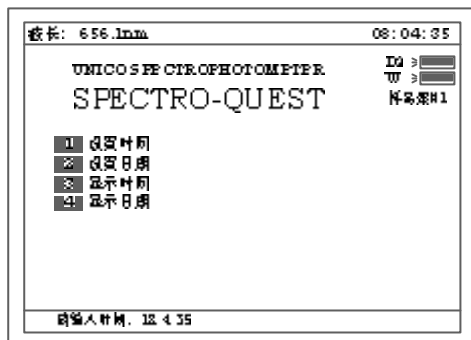 波长: 656.1nm 08:04:35
UNICO SPECTROPHOTOMETER
SPECTRO-QUEST
D2
W
样品架#1
1 设置时间
2 设置日期
3 显示时间
4 显示日期
请输入时间. 18 4 35